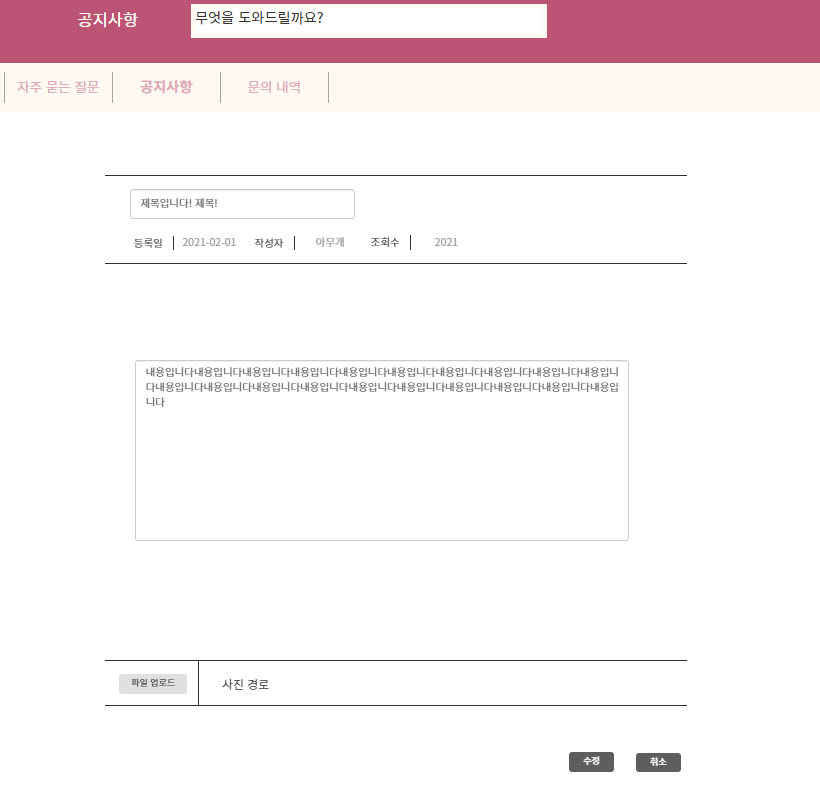 공지사항
무엇을 도와드릴까요?
자주 묻는 질문 공지사항 문의 내역
제목입니다! 제목!
등록일 2021-02-01 작성자 아무개 조회수 2021
내용입니다내용입니다내용입니다내용입니다내용입니다내용입니다내용입니다내용입니다내용입니다내용입니
다내용입니다내용입니다내용입니다내용입니다내용입니다내용입니다내용입니다내용입니다내용입니다내용입
니다
파일 업로드 사진 경로
수정 취소